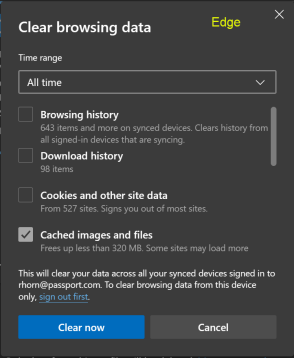 Edge
Clear browsing data
Time range
All time
Browsing history
643 items and more on synced devices. Clears history from
all signed-in devices that are syncing.
Download history
98 items
Cookies and other site data
From 527 sites. Signs you out of most sites.
Cached images and files
Frees up less than 320 MB. Some sites may load more
This will clear your data across all your synced devices signed in to
rhorn@passport.com. To clear browsing data from this device
only, sign out first.
Clear now
Cancel